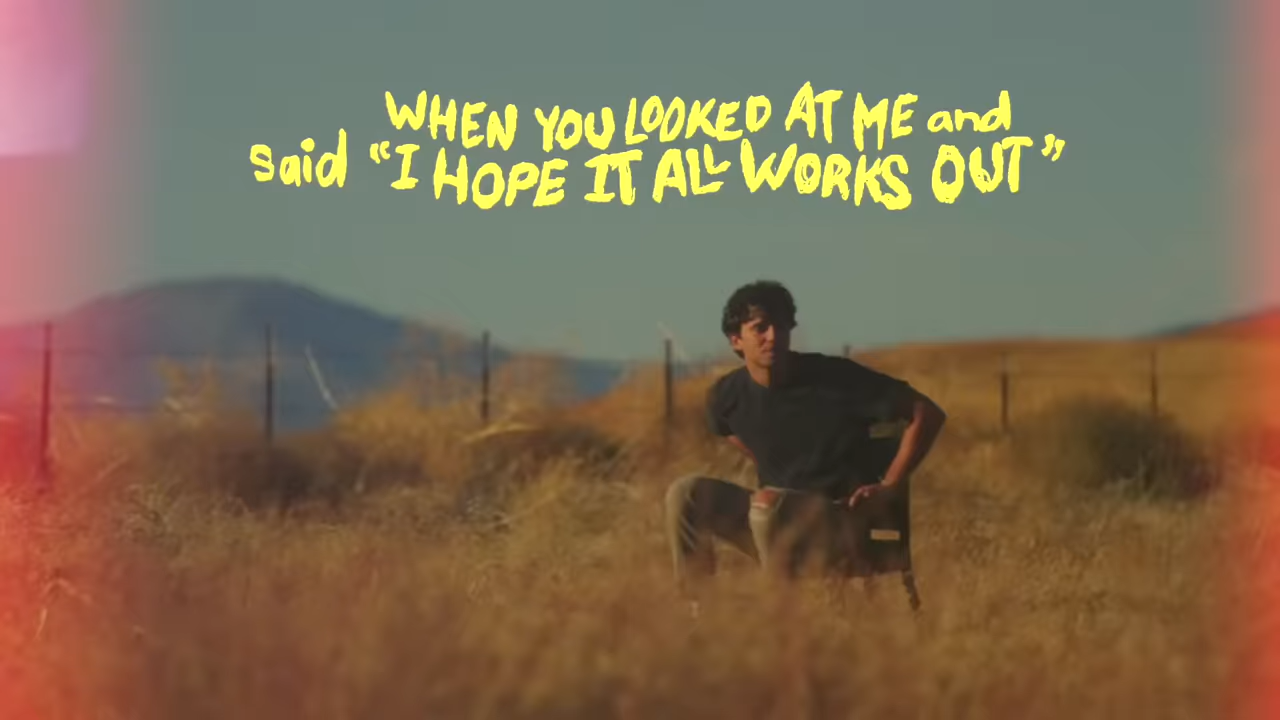 WHEN YOU LOOKED AT ME and
said “I HOPE IT ALL WORKS OUT”